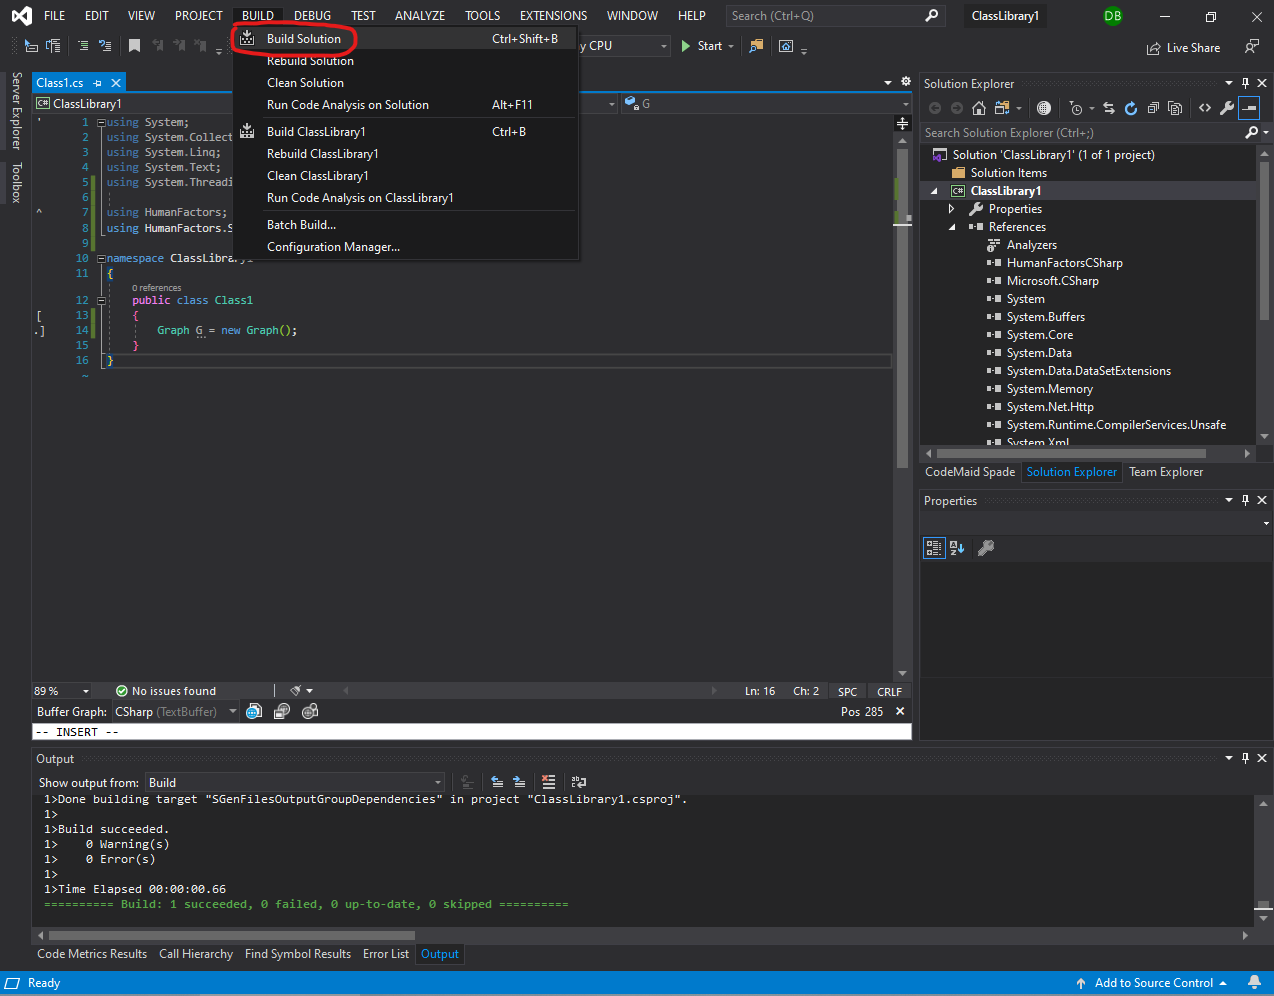 FILE EDIT VIEW PROJECT BUILD DEBUG TEST ANALYZE TOOLS EXTENSIONS WINDOW HELP Search (Ctrl+Q) ClassLibrary1 DB
Build Solution Ctrl+Shift+B
Rebuild Solution
Clean Solution
Run Code Analysis on Solution Alt+F11
Build ClassLibrary1 Ctrl+B
Rebuild ClassLibrary1
Clean ClassLibrary1
Run Code Analysis on ClassLibrary1
Batch Build...
Configuration Manager...
y CPU Start Live Share
Server Explorer
Toolbox
Class1.cs
C# ClassLibrary1 G
1 using System;
2 using System.Collect
3 using System.Linq;
4 using System.Text;
5 using System.Threadi
6
7 using HumanFactors;
8 using HumanFactors.S
9
10 namespace ClassLibrary1
11 {
0 references
12 public class Class1
13 {
14 Graph G = new Graph();
15 }
16 }
~
89 % No issues found Ln: 16 Ch: 2 SPC CRLF
Buffer Graph: CSharp (TextBuffer) Pos 285
-- INSERT --
Solution Explorer
Search Solution Explorer (Ctrl+;)
Solution 'ClassLibrary1' (1 of 1 project)
Solution Items
C# ClassLibrary1
Properties
References
Analyzers
HumanFactorsCSharp
Microsoft.CSharp
System
System.Buffers
System.Core
System.Data
System.Data.DataSetExtensions
System.Memory
System.Net.Http
System.Runtime.CompilerServices.Unsafe
System.Xml
CodeMaid Spade Solution Explorer Team Explorer
Properties
Output
Show output from: Build
1>Done building target "SGenFilesOutputGroupDependencies" in project "ClassLibrary1.csproj".
1>
1>Build succeeded.
1> 0 Warning(s)
1> 0 Error(s)
1>
1>Time Elapsed 00:00:00.66
========== Build: 1 succeeded, 0 failed, 0 up-to-date, 0 skipped ==========
Code Metrics Results Call Hierarchy Find Symbol Results Error List Output
Ready Add to Source Control